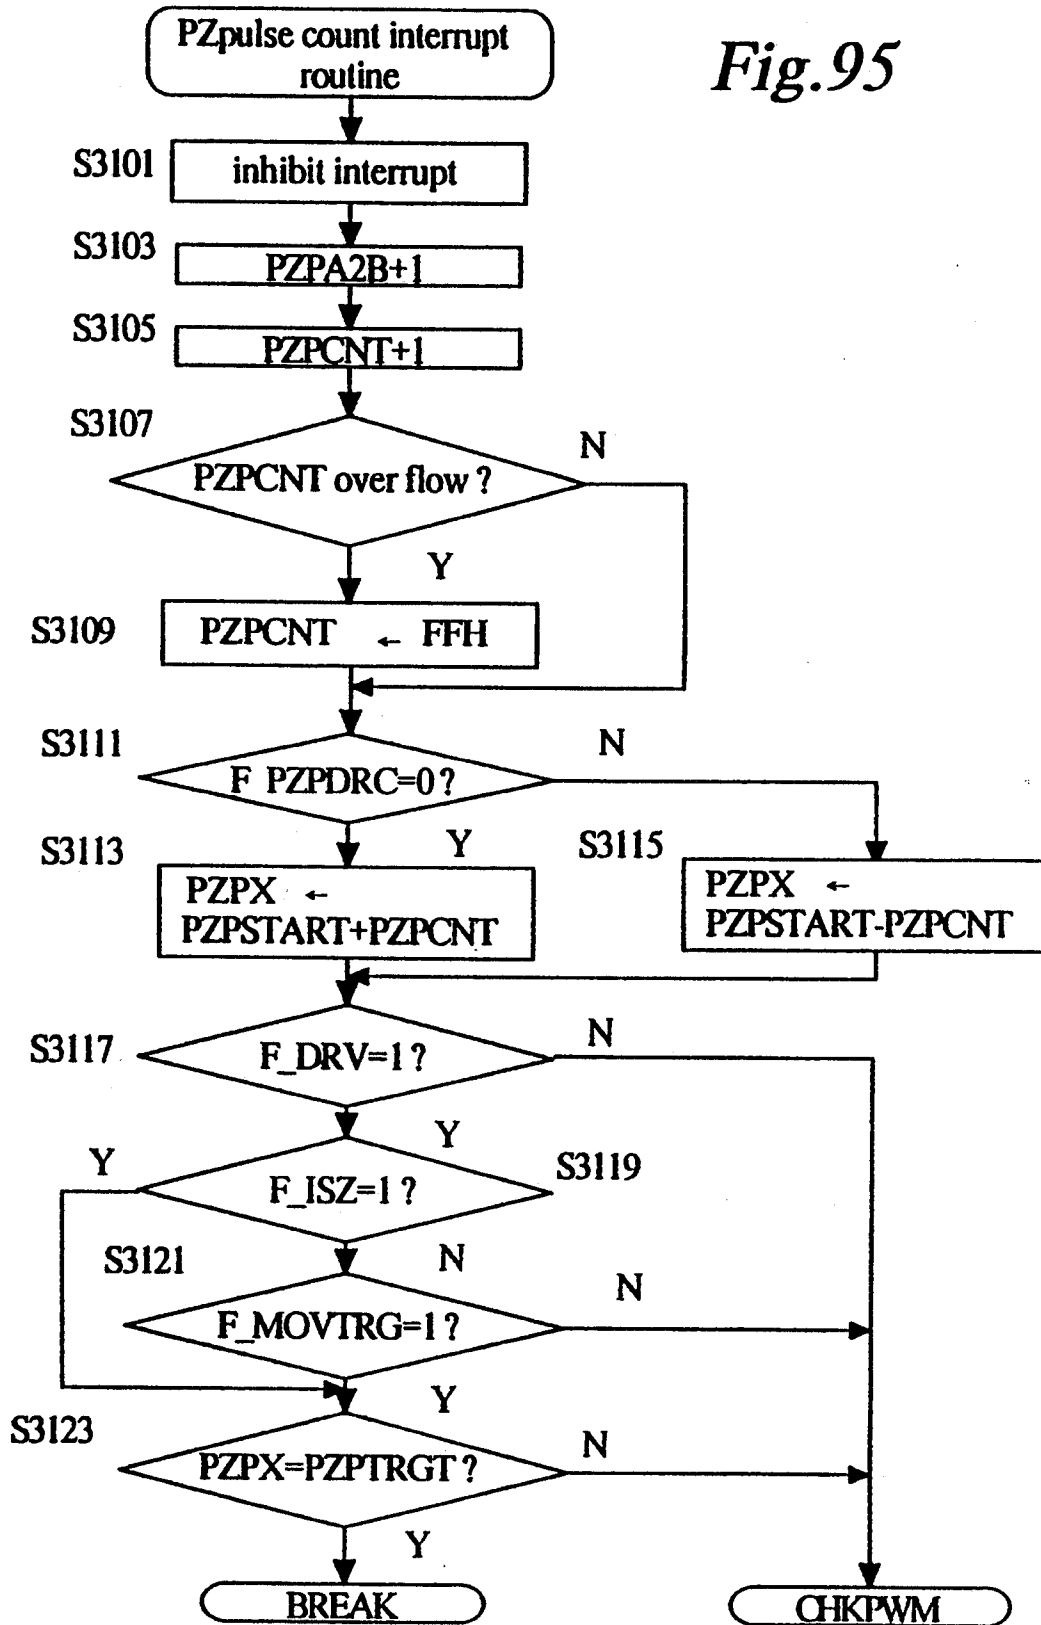 PZpulse count interrupt
routine
Fig.95
S3101
inhibit interrupt
S3103
PZPA2B+1
S3105
PZPCNT+1
S3107
PZPCNT over flow ?
N
Y
S3109
PZPCNT ← FFH
S3111
F PZPDRC=0 ?
N
Y
S3113
PZPX ←
PZPSTART+PZPCNT
S3115
PZPX ←
PZPSTART-PZPCNT
S3117
F_DRV=1 ?
N
Y
S3119
F_ISZ=1 ?
Y
N
S3121
F_MOVTRG=1 ?
N
Y
S3123
PZPX=PZPTRGT ?
N
Y
BREAK
CHKPWM